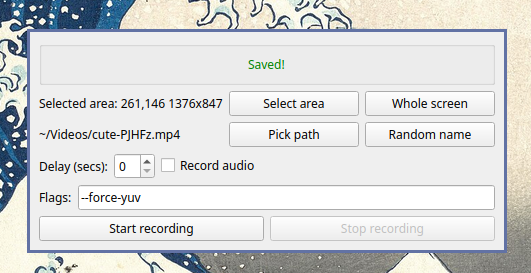 Saved!
Selected area: 261,146 1376x847 Select area Whole screen
~/Videos/cute-PJHFz.mp4 Pick path Random name
Delay (secs): 0 Record audio
Flags: --force-yuv
Start recording Stop recording